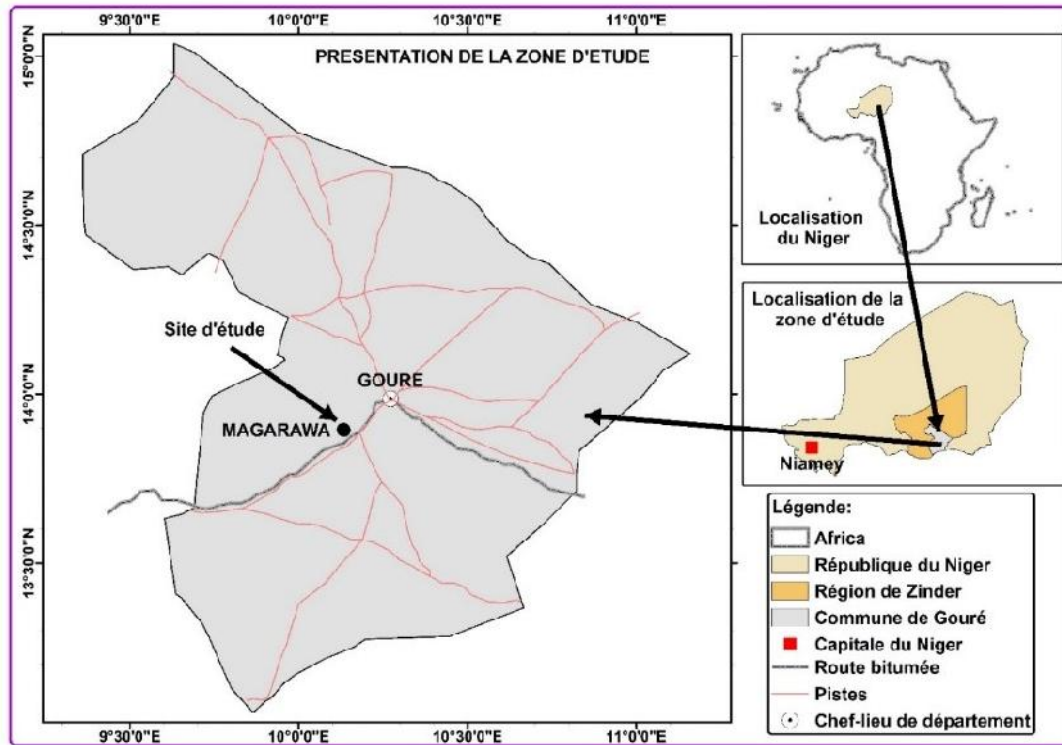 9°30'0"E
10°0'0"E
10°30'0"E
11°0'0"E
PRESENTATION DE LA ZONE D'ETUDE
15°0'0"N
14°30'0"N
14°0'0"N
13°30'0"N
Site d'étude
GOURE
MAGARAWA
9°30'0"E
10°0'0"E
10°30'0"E
11°0'0"E
Localisation
du Niger
Localisation de la
zone d'étude
Niamey
Légende:
Africa
République du Niger
Région de Zinder
Commune de Gouré
Capitale du Niger
Route bitumée
Pistes
Chef-lieu de département